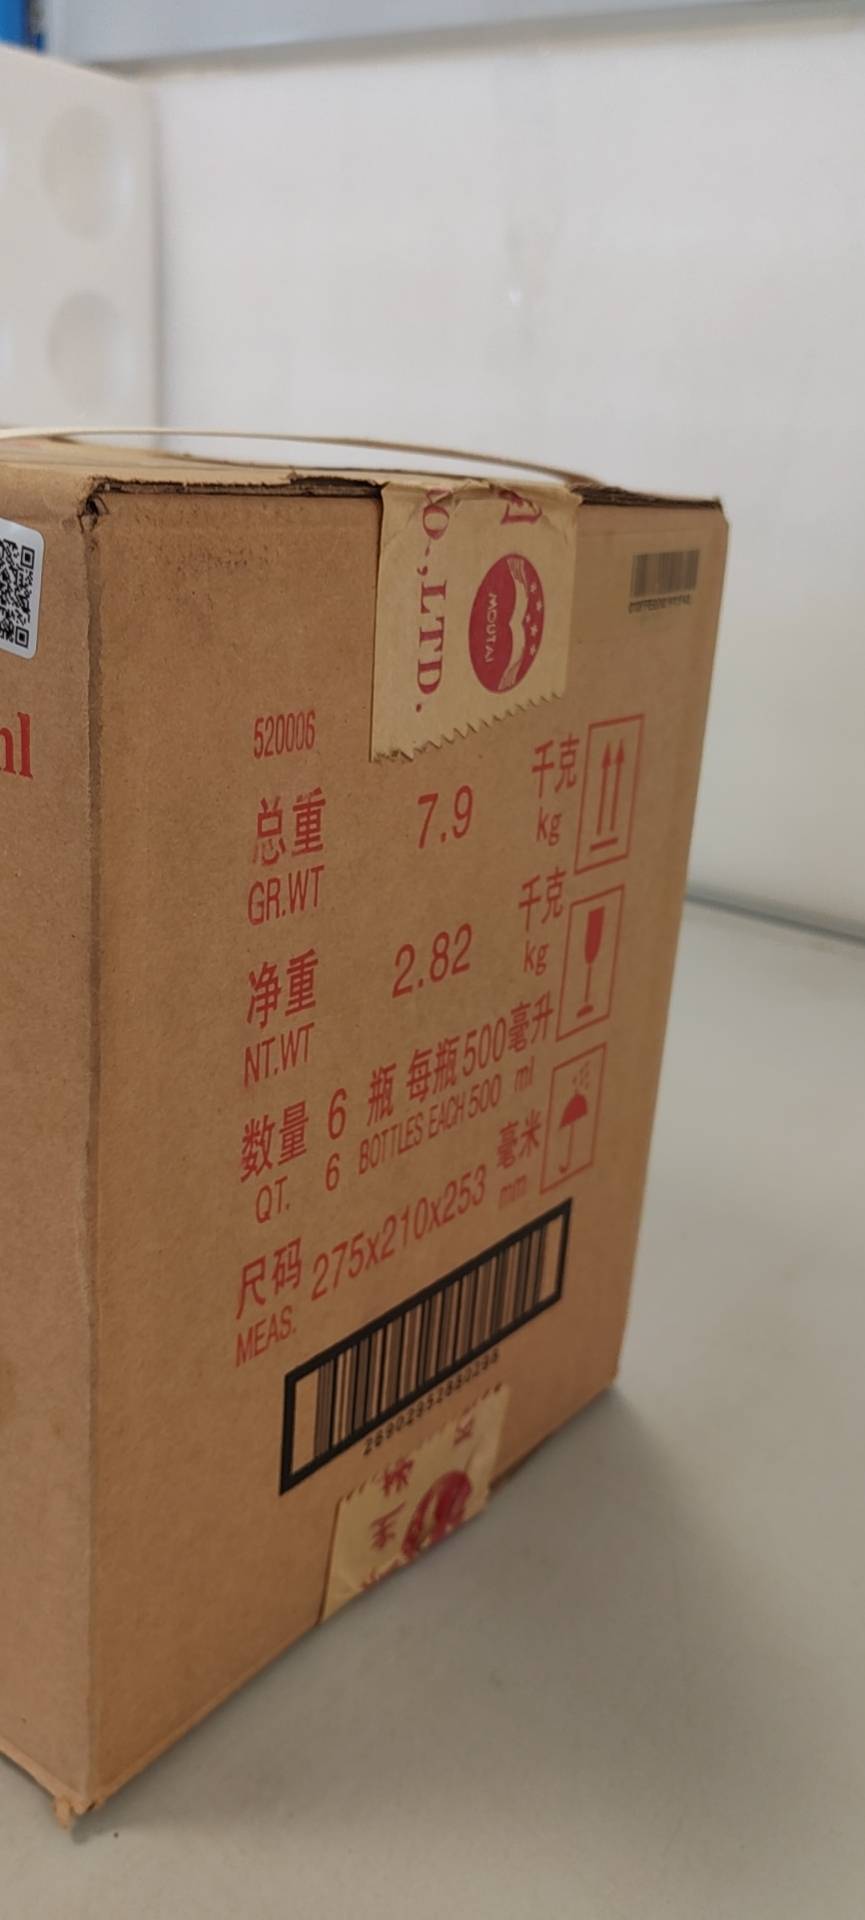 CO.,LTD.
MOUTAI
ml
520006
总重 7.9 千克
GR.WT kg
净重 2.82 千克
NT.WT kg
数量 6 瓶 每瓶500毫升
QT. 6 BOTTLES EACH 500 ml
尺码 275x210x253 毫米
MEAS. mm